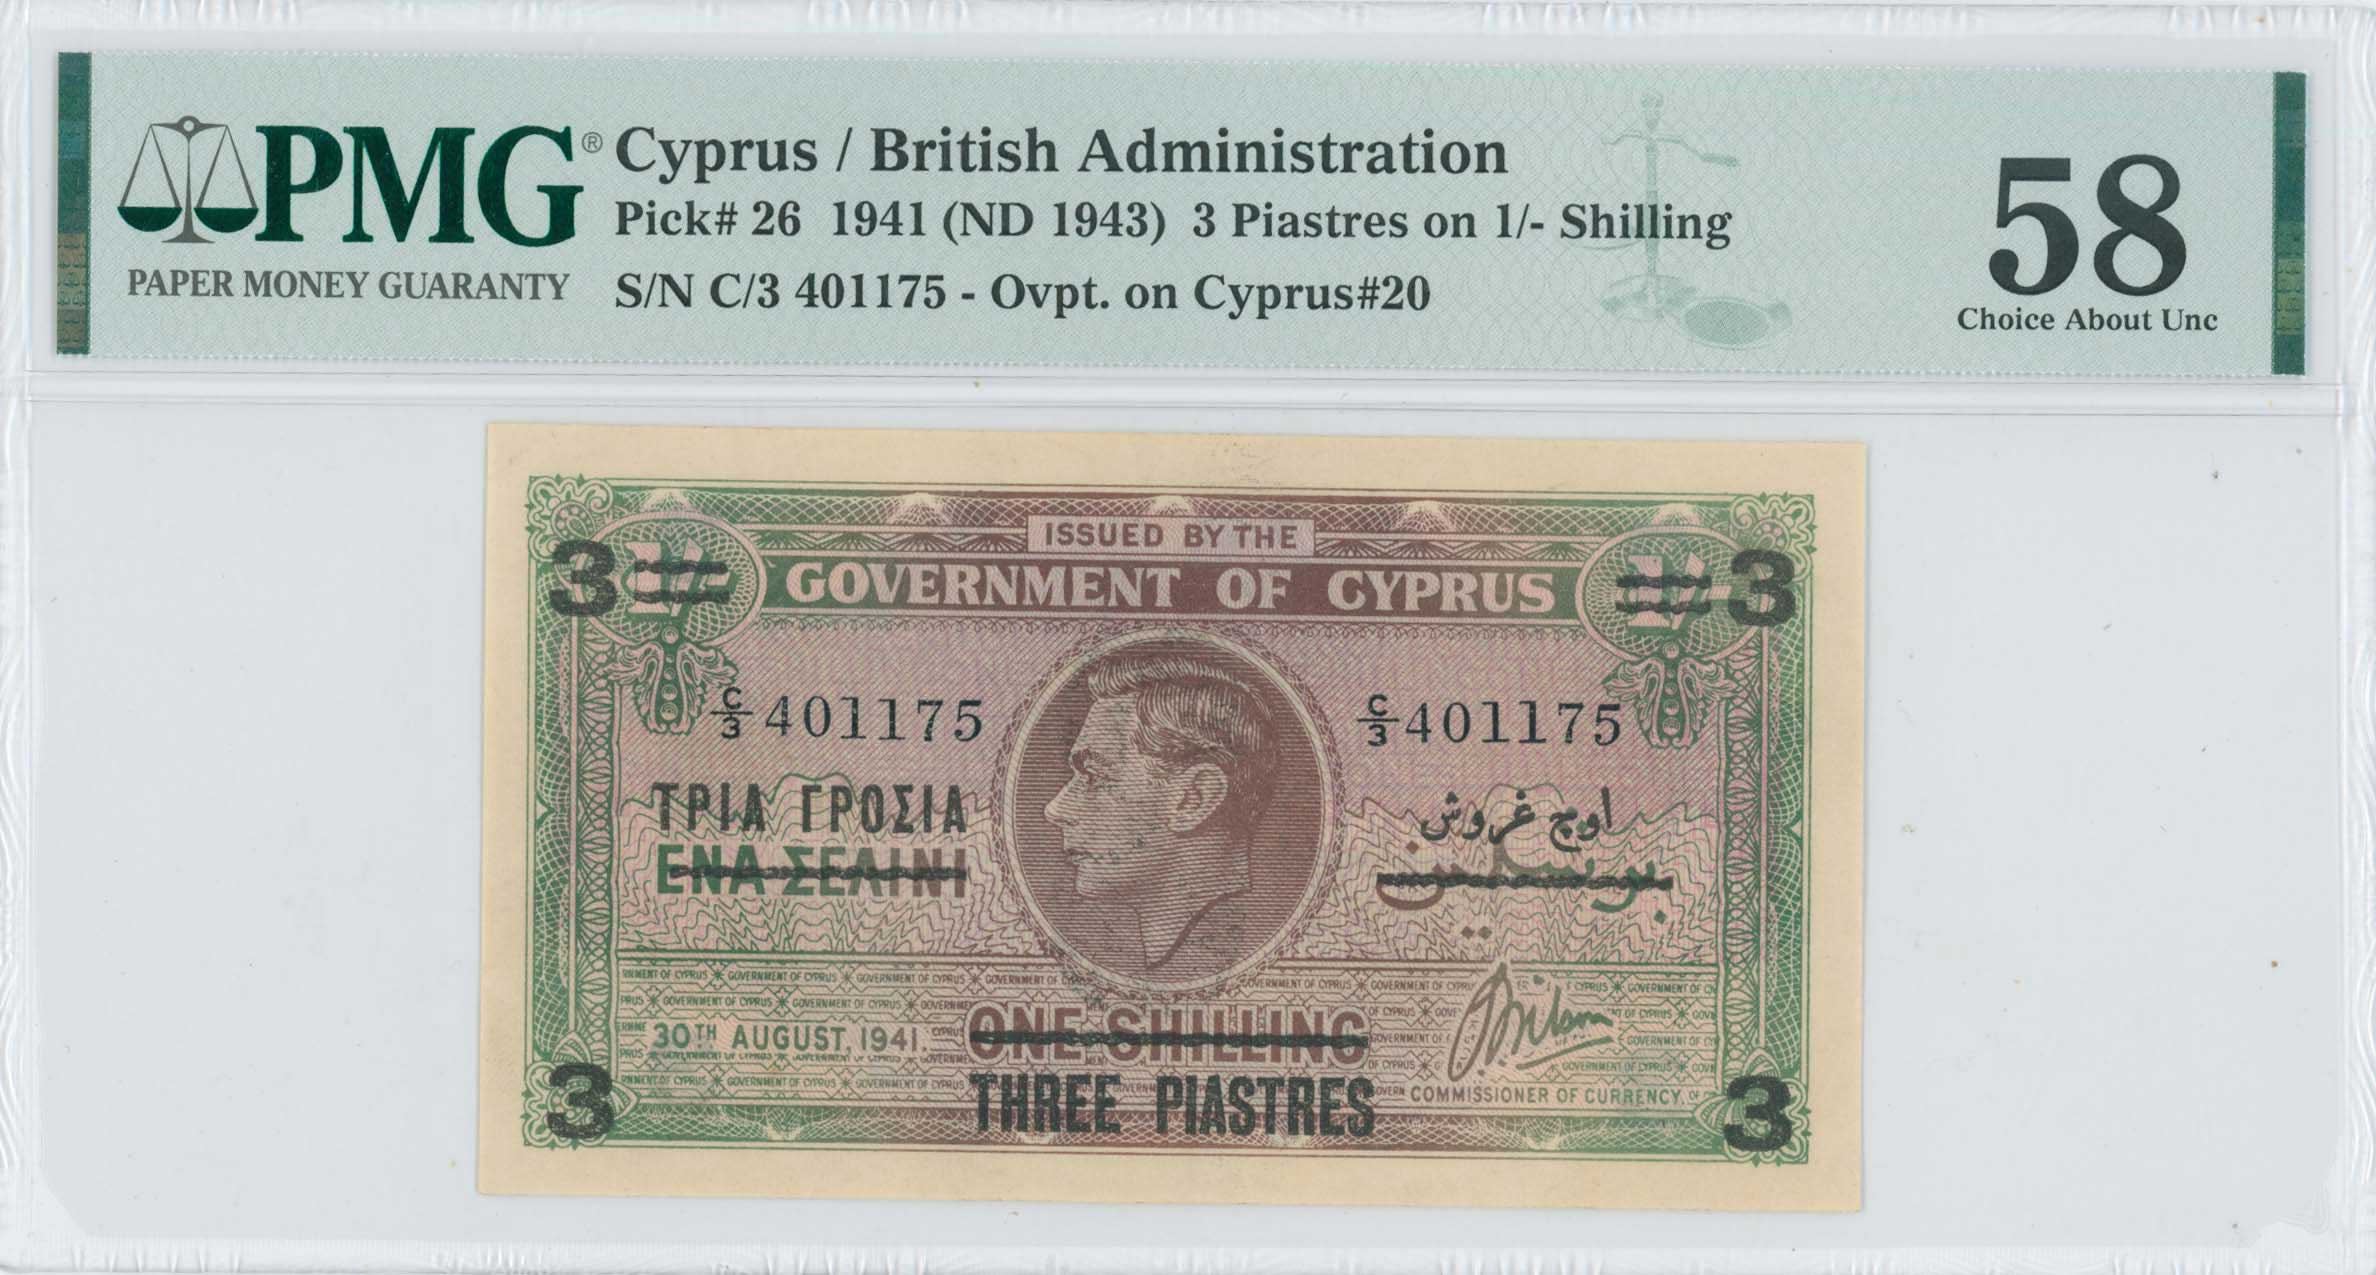 PMG®
PAPER MONEY GUARANTY
Cyprus / British Administration
Pick# 26 1941 (ND 1943) 3 Piastres on 1/- Shilling
S/N C/3 401175 - Ovpt. on Cyprus#20
58
Choice About Unc
ISSUED BY THE
3 1/- 1/- 3
GOVERNMENT OF CYPRUS
C/3 401175 C/3 401175
ΤΡΙΑ ΓΡΟΣΙΑ اوچ غروش
ΕΝΑ ΣΕΛΙΝΙ
30TH AUGUST, 1941. ONE SHILLING
3 THREE PIASTRES COMMISSIONER OF CURRENCY. 3